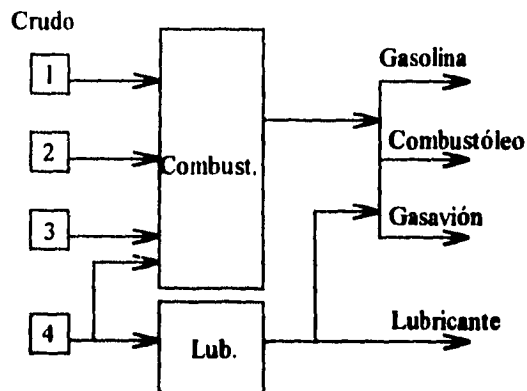 Crudo
1
Gasolina
2
Combust.
Combustóleo
3
Gasavión
4
Lub.
Lubricante